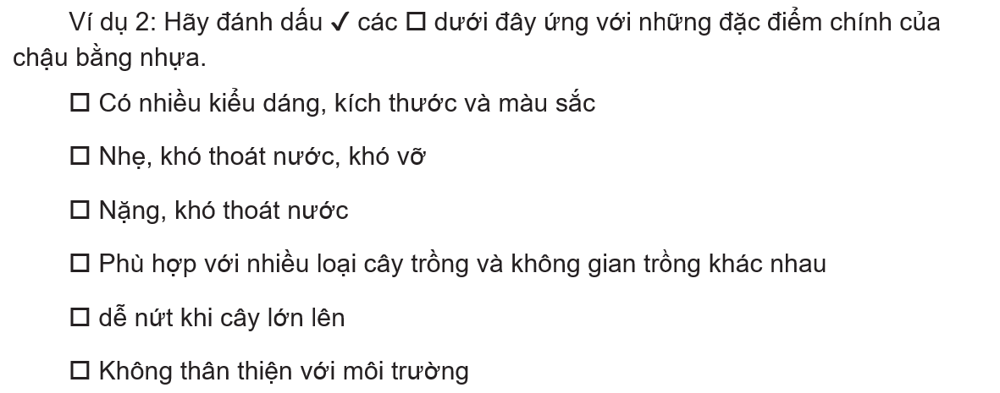 Ví dụ 2: Hãy đánh dấu ✓ các □ dưới đây ứng với những đặc điểm chính của
chậu bằng nhựa.
□ Có nhiều kiểu dáng, kích thước và màu sắc
□ Nhẹ, khó thoát nước, khó vỡ
□ Nặng, khó thoát nước
□ Phù hợp với nhiều loại cây trồng và không gian trồng khác nhau
□ dễ nứt khi cây lớn lên
□ Không thân thiện với môi trường